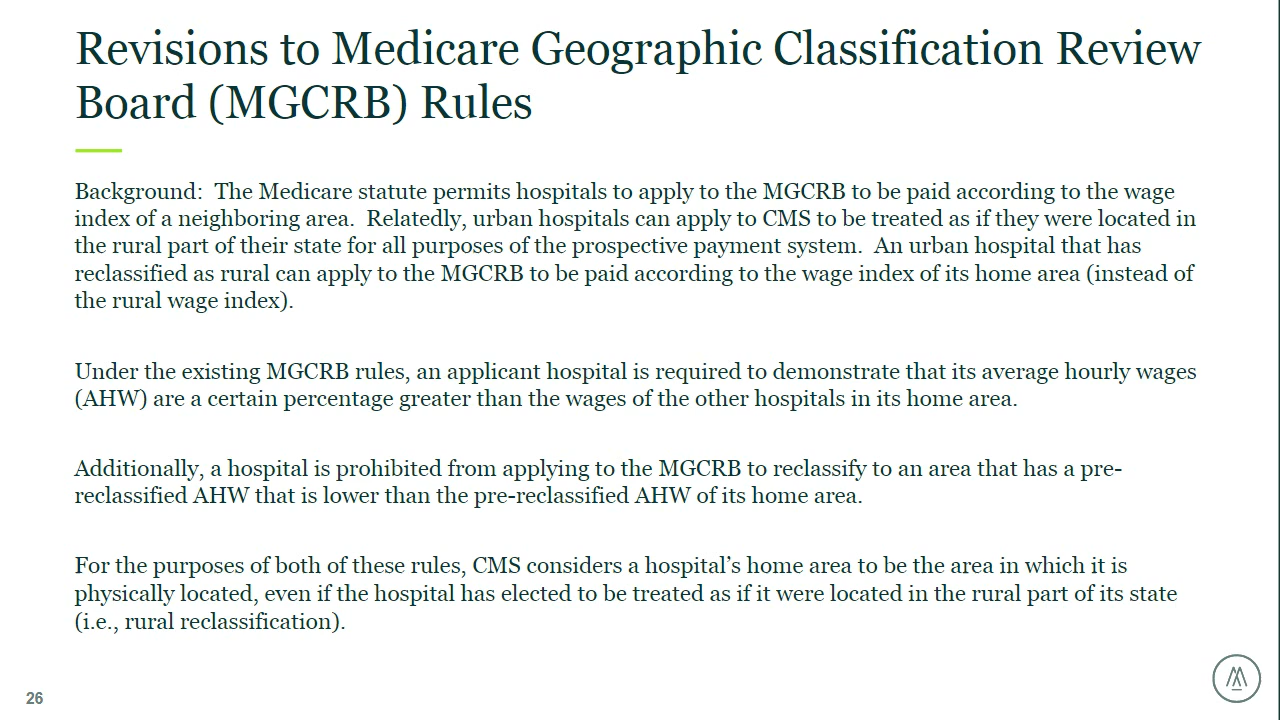 Revisions to Medicare Geographic Classification Review
Board (MGCRB) Rules
Background:  The Medicare statute permits hospitals to apply to the MGCRB to be paid according to the wage
index of a neighboring area.  Relatedly, urban hospitals can apply to CMS to be treated as if they were located in
the rural part of their state for all purposes of the prospective payment system.  An urban hospital that has
reclassified as rural can apply to the MGCRB to be paid according to the wage index of its home area (instead of
the rural wage index).
Under the existing MGCRB rules, an applicant hospital is required to demonstrate that its average hourly wages
(AHW) are a certain percentage greater than the wages of the other hospitals in its home area.
Additionally, a hospital is prohibited from applying to the MGCRB to reclassify to an area that has a pre-
reclassified AHW that is lower than the pre-reclassified AHW of its home area.
For the purposes of both of these rules, CMS considers a hospital’s home area to be the area in which it is
physically located, even if the hospital has elected to be treated as if it were located in the rural part of its state
(i.e., rural reclassification).
26